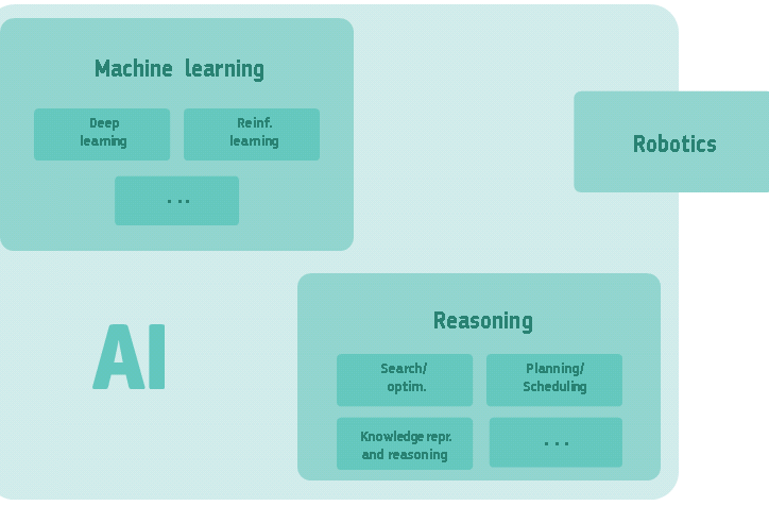 Machine learning
Deep
learning
Reinf.
learning
...
Robotics
AI
Reasoning
Search/
optim.
Planning/
Scheduling
Knowledge repr.
and reasoning
...